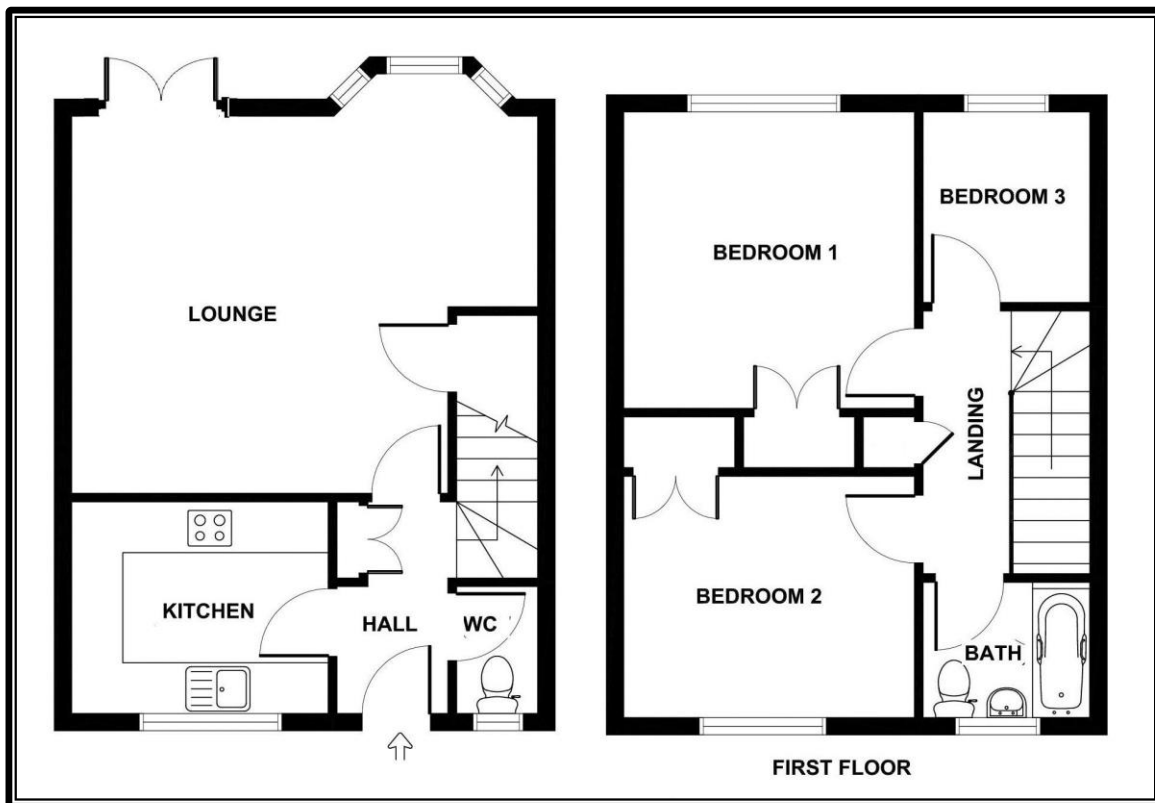 LOUNGE
KITCHEN
HALL
WC
BEDROOM 1
BEDROOM 3
LANDING
BEDROOM 2
BATH
FIRST FLOOR